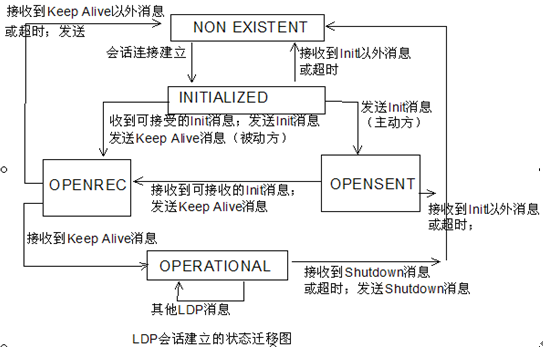 接收到Keep Alive以外消息
或超时；发送
NON EXISTENT
会话连接建立
接收到Init以外消息
或超时
INITIALIZED
收到可接受的Init消息；发送Init消息
发送Keep Alive消息（被动方）
发送Init消息
（主动方）
OPENREC
接收到可接收的Init消息；
发送Keep Alive消息
OPENSENT
接收到Init以外消息
或超时；
接收到Keep Alive消息
OPERATIONAL
接收到Shutdown消息
或超时；发送Shutdown消息
其他LDP消息
LDP会话建立的状态迁移图